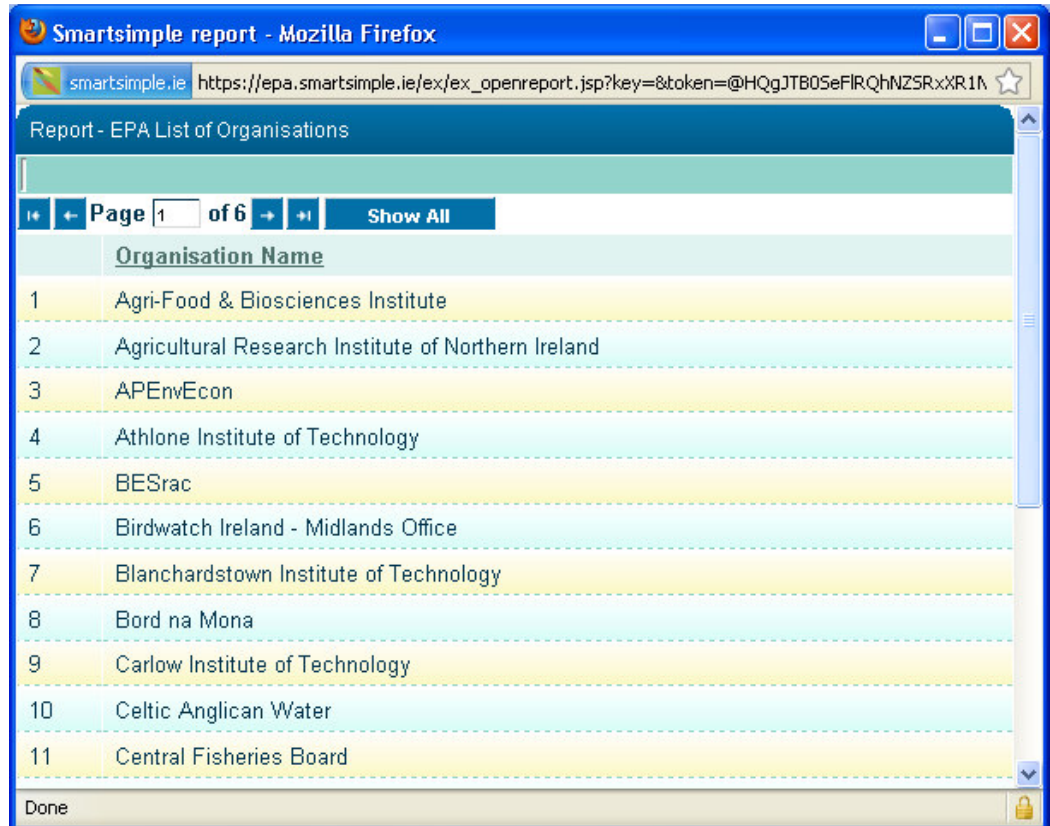 Smartsimple report - Mozilla Firefox
smartsimple.ie https://epa.smartsimple.ie/ex/ex_openreport.jsp?key=&token=
Report - EPA List of Organisations
Page 1 of 6 Show All
Organisation Name
1 Agri-Food & Biosciences Institute
2 Agricultural Research Institute of Northern Ireland
3 APEnvEcon
4 Athlone Institute of Technology
5 BESrac
6 Birdwatch Ireland - Midlands Office
7 Blanchardstown Institute of Technology
8 Bord na Mona
9 Carlow Institute of Technology
10 Celtic Anglican Water
11 Central Fisheries Board
Done